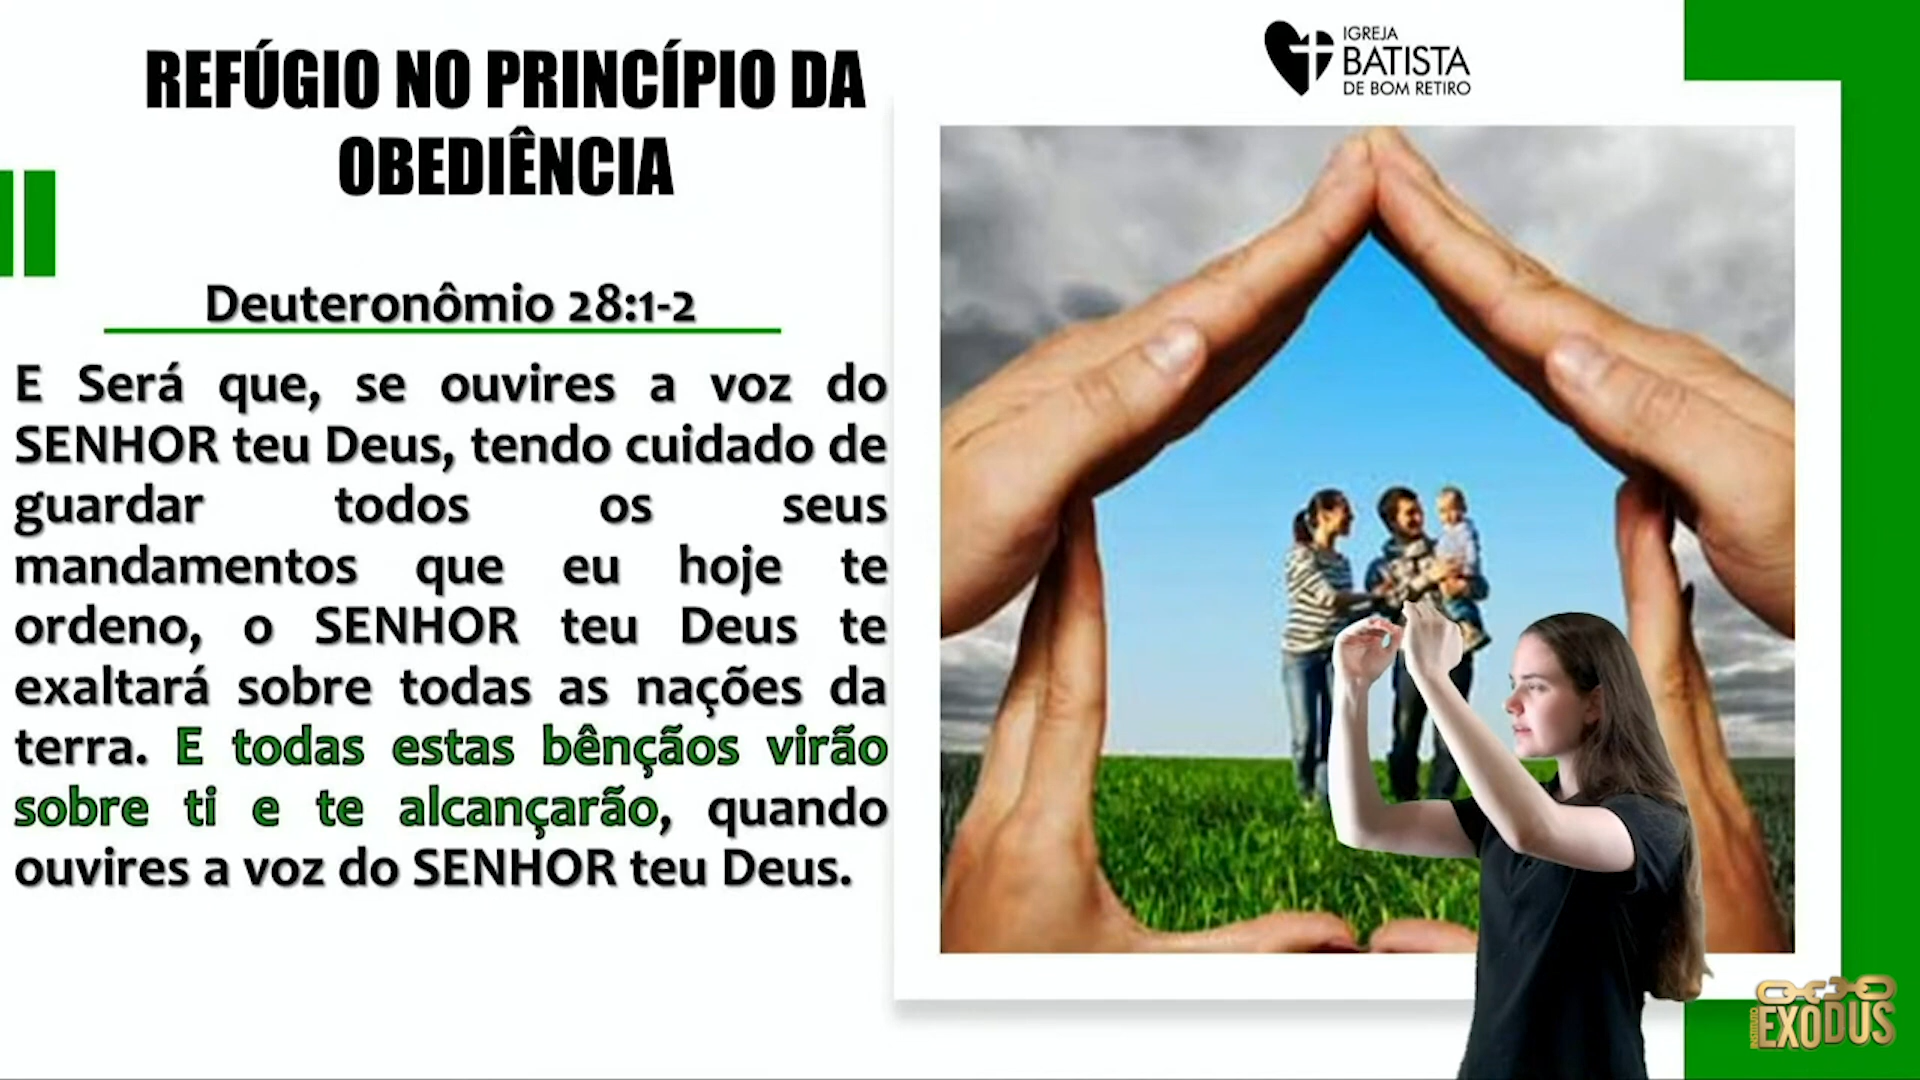 REFÚGIO NO PRINCÍPIO DA
OBEDIÊNCIA
IGREJA
BATISTA
DE BOM RETIRO
Deuteronômio 28:1-2
E Será que, se ouvires a voz do
SENHOR teu Deus, tendo cuidado de
guardar todos os seus
mandamentos que eu hoje te
ordeno, o SENHOR teu Deus te
exaltará sobre todas as nações da
terra. E todas estas bênçãos virão
sobre ti e te alcançarão, quando
ouvires a voz do SENHOR teu Deus.
INSTITUTO
EXODUS